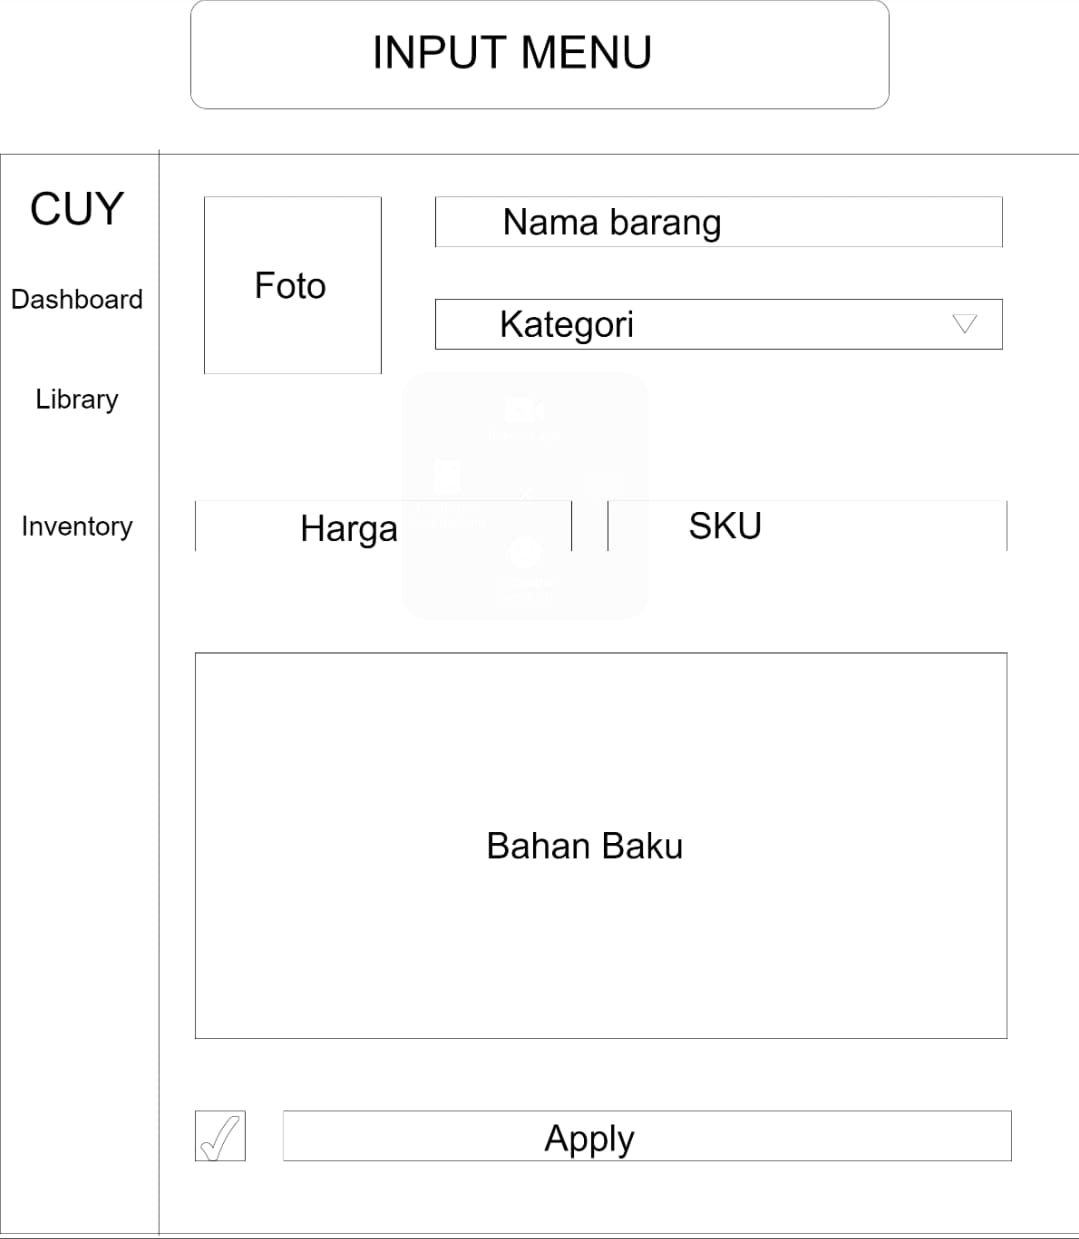 INPUT MENU
CUY
Dashboard
Library
Inventory
Foto
Nama barang
Kategori
Harga
SKU
Bahan Baku
Apply